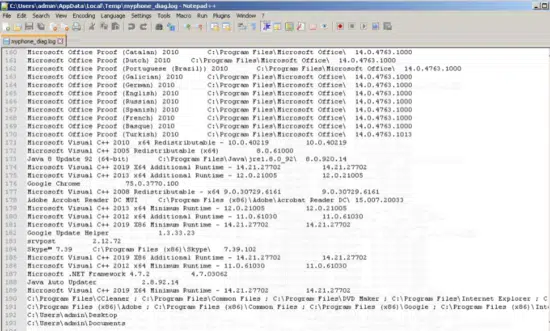 C:\Users\admin\AppData\Local\Temp\myphone_diag.log - Notepad++
File Edit Search View Encoding Language Settings Tools Macro Run Plugins Window ?
myphone_diag.log
160 Microsoft Office Proof (Catalan) 2010 C:\Program Files\Microsoft Office\ 14.0.4763.1000
161 Microsoft Office Proof (Dutch) 2010 C:\Program Files\Microsoft Office\ 14.0.4763.1000
162 Microsoft Office Proof (Portuguese (Brazil)) 2010 C:\Program Files\Microsoft Office\ 14.0.4763.1000
163 Microsoft Office Proof (Galician) 2010 C:\Program Files\Microsoft Office\ 14.0.4763.1000
164 Microsoft Office Proof (German) 2010 C:\Program Files\Microsoft Office\ 14.0.4763.1000
165 Microsoft Office Proof (English) 2010 C:\Program Files\Microsoft Office\ 14.0.4763.1000
166 Microsoft Office Proof (Russian) 2010 C:\Program Files\Microsoft Office\ 14.0.4763.1000
167 Microsoft Office Proof (Spanish) 2010 C:\Program Files\Microsoft Office\ 14.0.4763.1000
168 Microsoft Office Proof (French) 2010 C:\Program Files\Microsoft Office\ 14.0.4763.1000
169 Microsoft Office Proof (Basque) 2010 C:\Program Files\Microsoft Office\ 14.0.4763.1000
170 Microsoft Office Proof (Turkish) 2010 C:\Program Files\Microsoft Office\ 14.0.4763.1013
171 Microsoft Visual C++ 2010 x64 Redistributable - 10.0.40219 10.0.40219
172 Microsoft Visual C++ 2005 Redistributable (x64) 8.0.61000
173 Java 8 Update 92 (64-bit) C:\Program Files\Java\jre1.8.0_92\ 8.0.920.14
174 Microsoft Visual C++ 2019 X64 Additional Runtime - 14.21.27702 14.21.27702
175 Microsoft Visual C++ 2013 x64 Additional Runtime - 12.0.21005 12.0.21005
176 Google Chrome 75.0.3770.100
177 Microsoft Visual C++ 2008 Redistributable - x64 9.0.30729.6161 9.0.30729.6161
178 Adobe Acrobat Reader DC MUI C:\Program Files (x86)\Adobe\Acrobat Reader DC\ 15.007.20033
179 Microsoft Visual C++ 2013 x64 Minimum Runtime - 12.0.21005 12.0.21005
180 Microsoft Visual C++ 2012 x64 Minimum Runtime - 11.0.61030 11.0.61030
181 Microsoft Visual C++ 2019 X86 Minimum Runtime - 14.21.27702 14.21.27702
182 Google Update Helper 1.3.33.23
183 srvpost 2.12.72
184 Skype™ 7.39 C:\Program Files (x86)\Skype\ 7.39.102
185 Microsoft Visual C++ 2019 X86 Additional Runtime - 14.21.27702 14.21.27702
186 Microsoft Visual C++ 2012 x64 Additional Runtime - 11.0.61030 11.0.61030
187 Microsoft .NET Framework 4.7.2 4.7.03062
188 Java Auto Updater 2.8.92.14
189 Microsoft Visual C++ 2019 X64 Minimum Runtime - 14.21.27702 14.21.27702
190 C:\Program Files\CCleaner ; C:\Program Files\Common Files ; C:\Program Files\DVD Maker ; C:\Program Files\Internet Explorer ; C
191 C:\Program Files (x86)\Adobe ; C:\Program Files (x86)\Common Files ; C:\Program Files (x86)\Google ; C:\Program Files (x86)\Int
192 C:\Users\admin\Desktop
193 C:\Users\admin\Documents